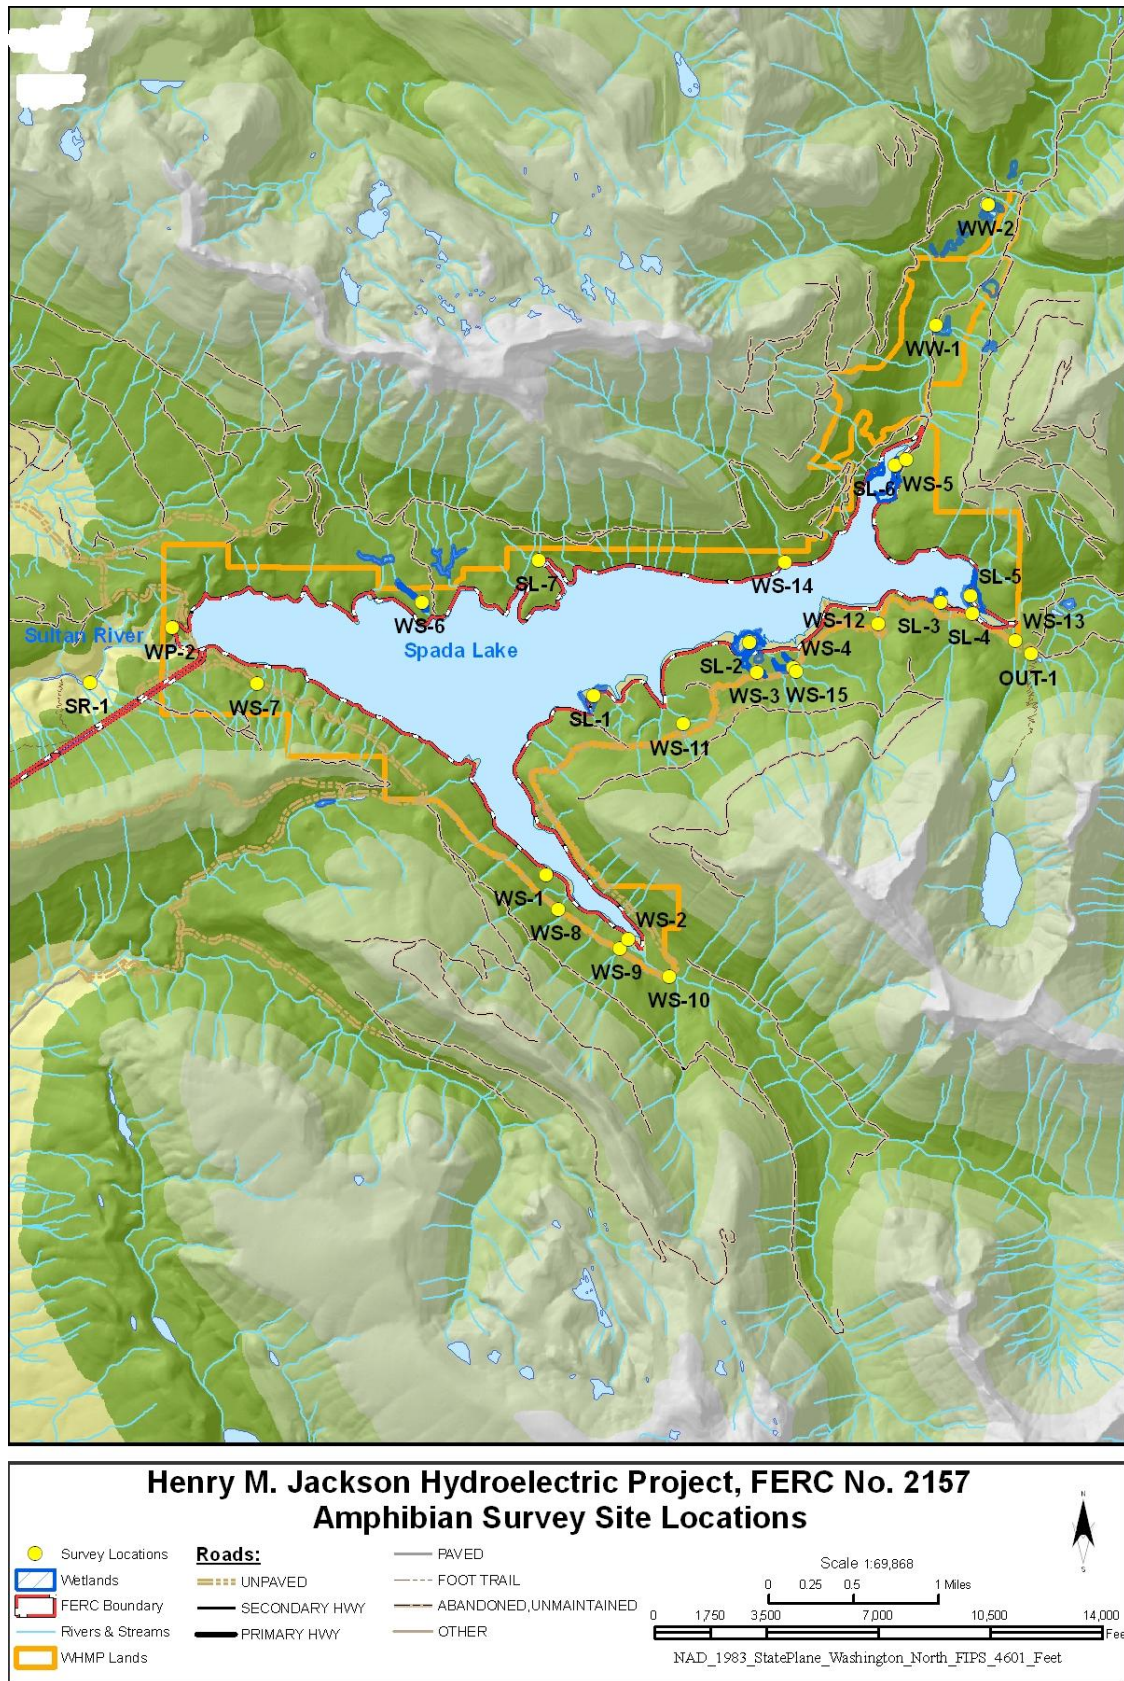 WW-2
WW-1
SL-6
WS-5
SL-7
WS-14
SL-5
WS-6
WS-12
SL-3
SL-4
WS-13
Sultan River
WP-2
Spada Lake
SL-2
WS-4
OUT-1
WS-3
WS-15
SR-1
WS-7
SL-1
WS-11
WS-1
WS-8
WS-2
WS-9
WS-10
Henry M. Jackson Hydroelectric Project, FERC No. 2157
Amphibian Survey Site Locations
N
S
Survey Locations
Wetlands
FERC Boundary
Rivers & Streams
WHMP Lands
Roads:
UNPAVED
SECONDARY HWY
PRIMARY HWY
PAVED
FOOT TRAIL
ABANDONED,UNMAINTAINED
OTHER
Scale 1:69,868
0 0.25 0.5 1 Miles
0 1,750 3,500 7,000 10,500 14,000
Fee
NAD_1983_StatePlane_Washington_North_FIPS_4601_Feet